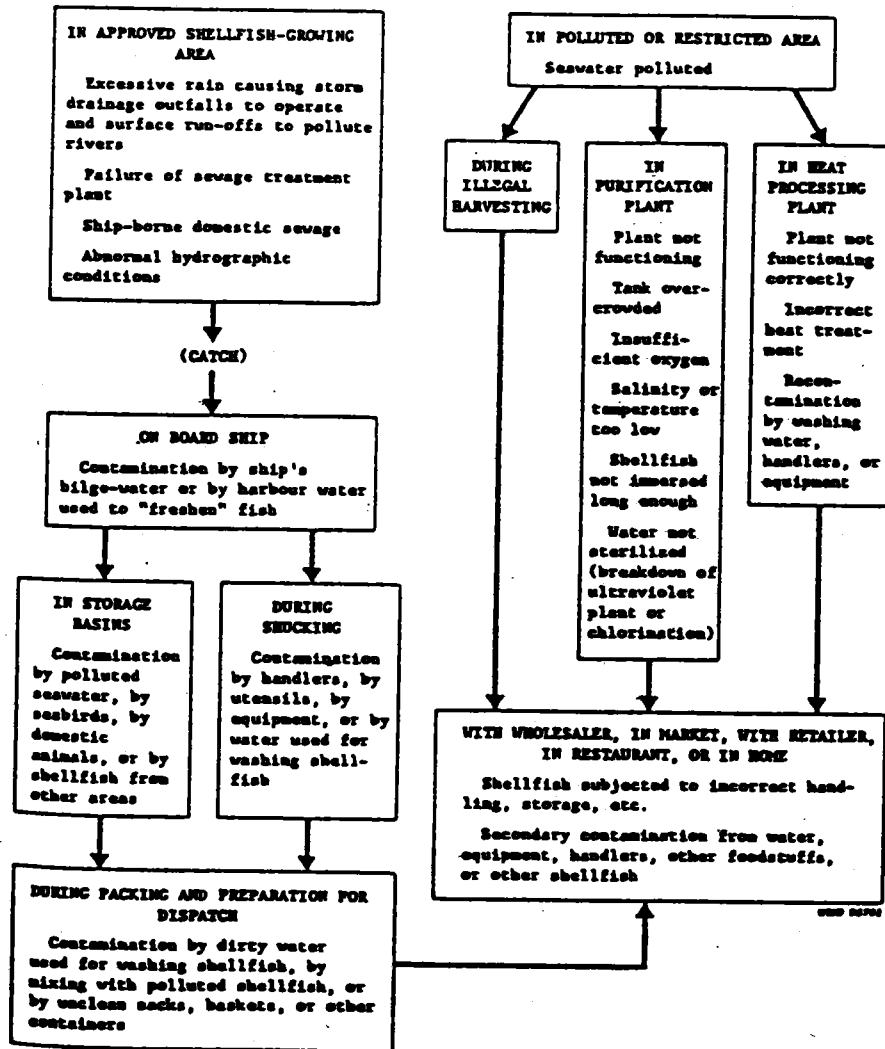 IN APPROVED SHELLFISH-GROWING
AREA
Excessive rain causing storm
drainage outfalls to operate
and surface run-offs to pollute
rivers
Failure of sewage treatment
plant
Ship-borne domestic sewage
Abnormal hydrographic
conditions
(CATCH)
ON BOARD SHIP
Contamination by ship's
bilge-water or by harbour water
used to "freshen" fish
IN STORAGE
BASINS
Contamination
by polluted
seawater, by
seabirds, by
domestic
animals, or by
shellfish from
other areas
DURING
SHOCKING
Contamination
by handlers, by
utensils, by
equipment, or by
water used for
washing shell-
fish
DURING PACKING AND PREPARATION FOR
DISPATCH
Contamination by dirty water
used for washing shellfish, by
mixing with polluted shellfish, or
by unclean sacks, baskets, or other
containers
IN POLLUTED OR RESTRICTED AREA
Seawater polluted
DURING
ILLEGAL
HARVESTING
IN
PURIFICATION
PLANT
Plant not
functioning
Tank over-
crowded
Insuffi-
cient oxygen
Salinity or
temperature
too low
Shellfish
not immersed
long enough
Water not
sterilized
(breakdown of
ultraviolet
plant or
chlorination)
IN HEAT
PROCESSING
PLANT
Plant not
functioning
correctly
Incorrect
heat treat-
ment
Recon-
tamination
by washing
water,
handlers, or
equipment
WITH WHOLESALER, IN MARKET, WITH RETAILER,
IN RESTAURANT, OR IN HOME
Shellfish subjected to incorrect hand-
ling, storage, etc.
Secondary contamination from water,
equipment, handlers, other foodstuffs,
or other shellfish